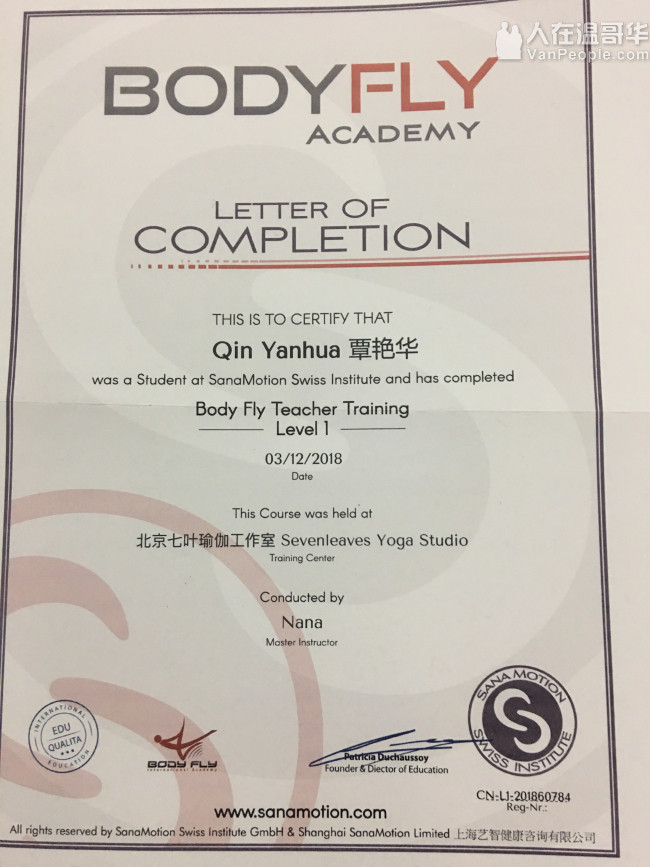 人在温哥华
VanPeople.com
BODYFLY
ACADEMY
LETTER OF
COMPLETION
THIS IS TO CERTIFY THAT
Qin Yanhua 覃艳华
was a Student at SanaMotion Swiss Institute and has completed
Body Fly Teacher Training
Level 1
03/12/2018
Date
This Course was held at
北京七叶瑜伽工作室 Sevenleaves Yoga Studio
Training Center
Conducted by
Nana
Master Instructor
INTERNATIONAL
EDU
QUALITA
EDUCATION
BODY FLY
International Academy
Patricia Duchaussoy
Founder & Diector of Education
SANA MOTION
SWISS INSTITUTE
CN-L1-201860784
Reg-Nr.:
www.sanamotion.com
All rights reserved by SanaMotion Swiss Institute GmbH & Shanghai SanaMotion Limited 上海艺智健康咨询有限公司